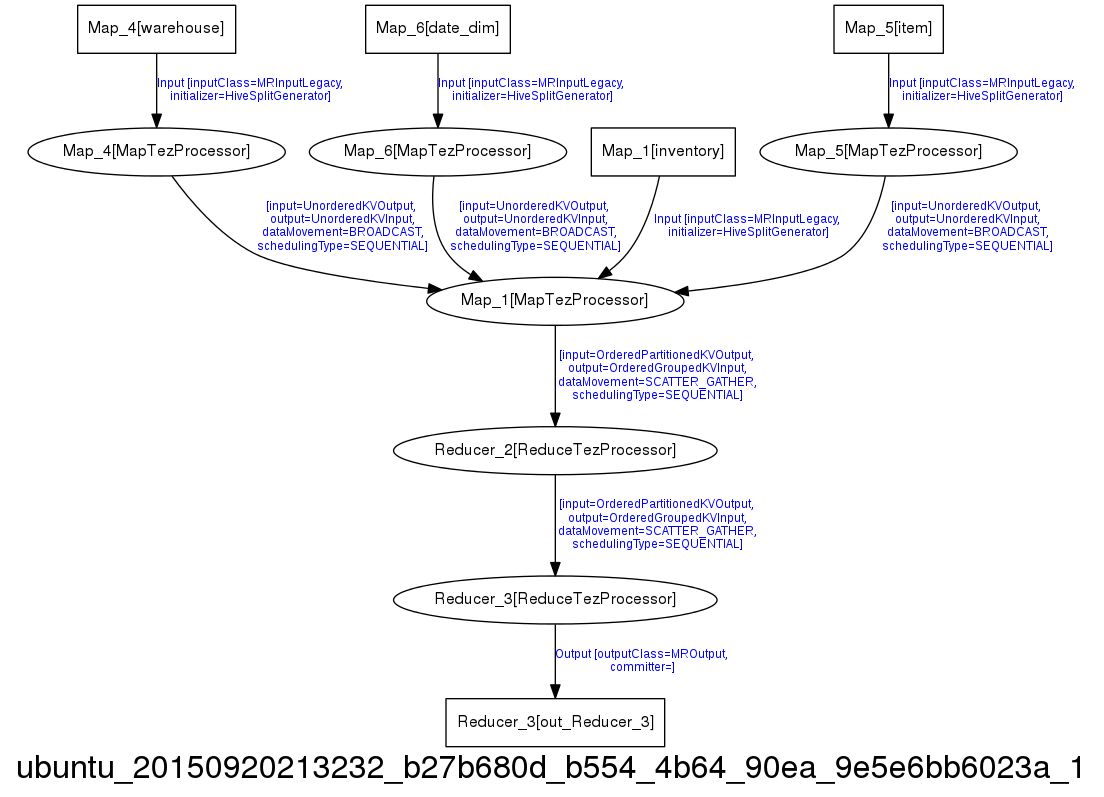 Map_4[warehouse]
Map_6[date_dim]
Map_5[item]
Input [inputClass=MRInputLegacy,
initializer=HiveSplitGenerator]
Input [inputClass=MRInputLegacy,
initializer=HiveSplitGenerator]
Input [inputClass=MRInputLegacy,
initializer=HiveSplitGenerator]
Map_4[MapTezProcessor]
Map_6[MapTezProcessor]
Map_1[inventory]
Map_5[MapTezProcessor]
[input=UnorderedKVOutput,
output=UnorderedKVInput,
dataMovement=BROADCAST,
schedulingType=SEQUENTIAL]
[input=UnorderedKVOutput,
output=UnorderedKVInput,
dataMovement=BROADCAST,
schedulingType=SEQUENTIAL]
Input [inputClass=MRInputLegacy,
initializer=HiveSplitGenerator]
[input=UnorderedKVOutput,
output=UnorderedKVInput,
dataMovement=BROADCAST,
schedulingType=SEQUENTIAL]
Map_1[MapTezProcessor]
[input=OrderedPartitionedKVOutput,
output=OrderedGroupedKVInput,
dataMovement=SCATTER_GATHER,
schedulingType=SEQUENTIAL]
Reducer_2[ReduceTezProcessor]
[input=OrderedPartitionedKVOutput,
output=OrderedGroupedKVInput,
dataMovement=SCATTER_GATHER,
schedulingType=SEQUENTIAL]
Reducer_3[ReduceTezProcessor]
Output [outputClass=MROutput,
committer=]
Reducer_3[out_Reducer_3]
ubuntu_20150920213232_b27b680d_b554_4b64_90ea_9e5e6bb6023a_1